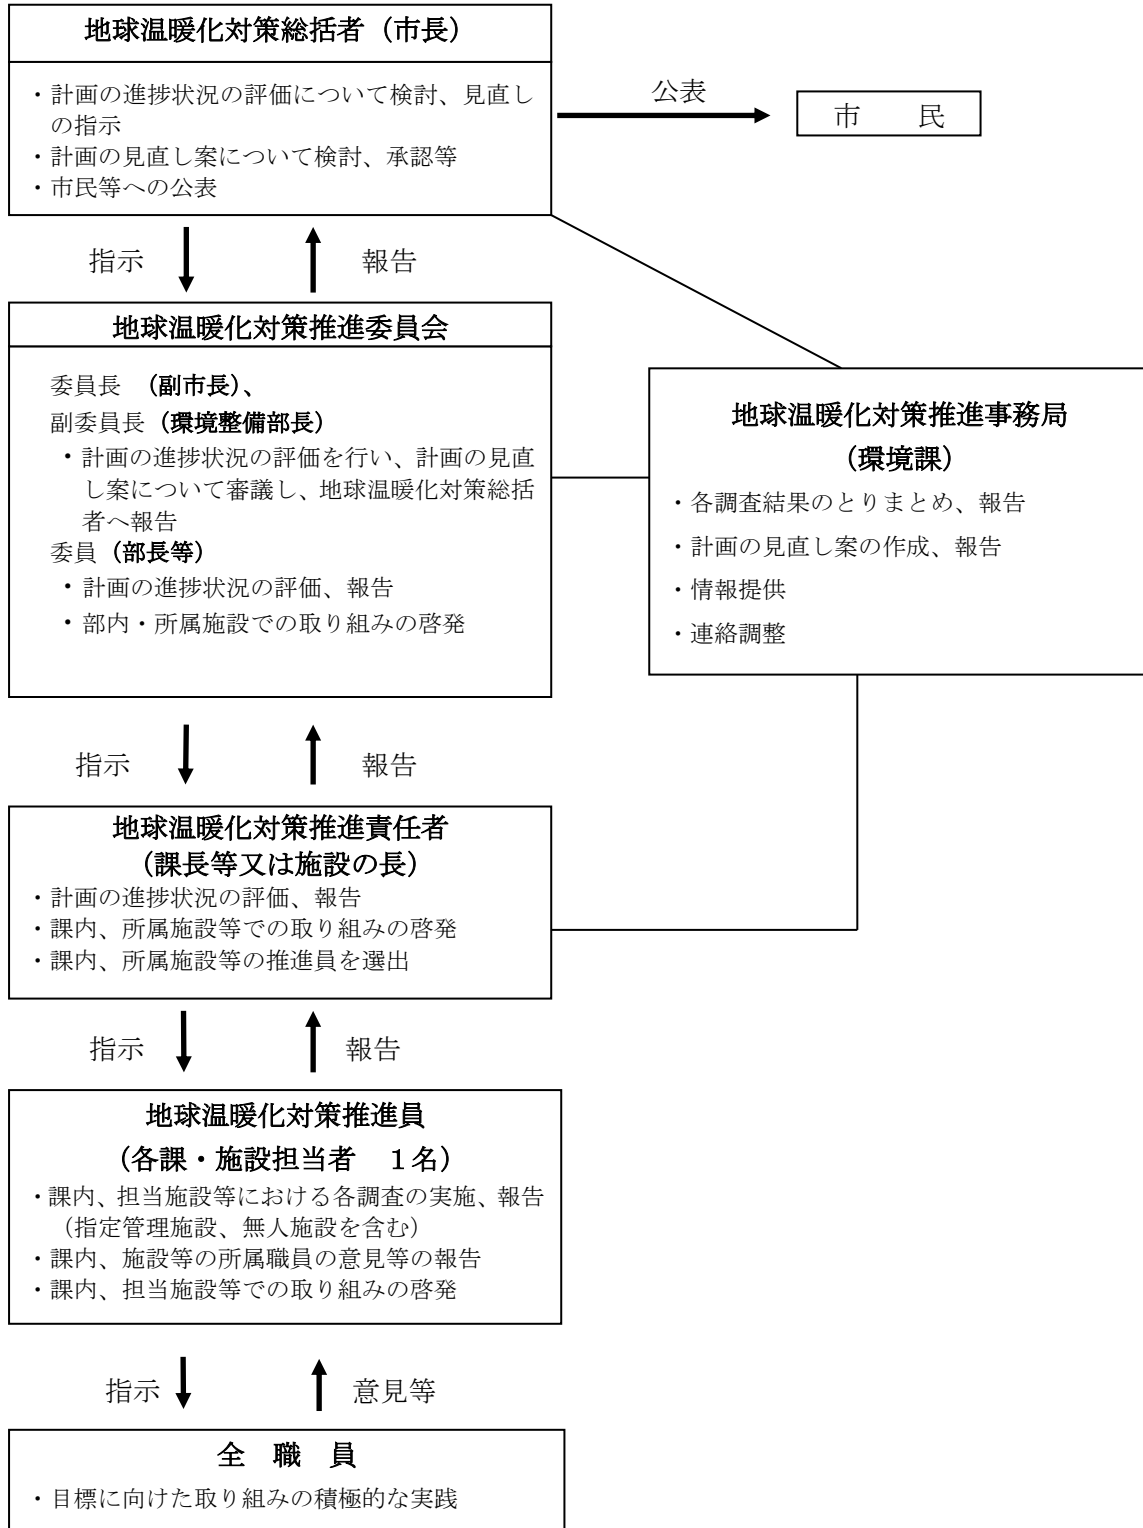 地球温暖化対策総括者（市長）
・計画の進捗状況の評価について検討、見直し
の指示
・計画の見直し案について検討、承認等
・市民等への公表
公表
市　　民
指示
報告
地球温暖化対策推進委員会
委員長　（副市長）、
副委員長（環境整備部長）
・計画の進捗状況の評価を行い、計画の見直
し案について審議し、地球温暖化対策総括
者へ報告
委員（部長等）
・計画の進捗状況の評価、報告
・部内・所属施設での取り組みの啓発
地球温暖化対策推進事務局
（環境課）
・各調査結果のとりまとめ、報告
・計画の見直し案の作成、報告
・情報提供
・連絡調整
指示
報告
地球温暖化対策推進責任者
（課長等又は施設の長）
・計画の進捗状況の評価、報告
・課内、所属施設等での取り組みの啓発
・課内、所属施設等の推進員を選出
指示
報告
地球温暖化対策推進員
（各課・施設担当者　１名）
・課内、担当施設等における各調査の実施、報告
（指定管理施設、無人施設を含む）
・課内、施設等の所属職員の意見等の報告
・課内、担当施設等での取り組みの啓発
指示
意見等
全　職　員
・目標に向けた取り組みの積極的な実践